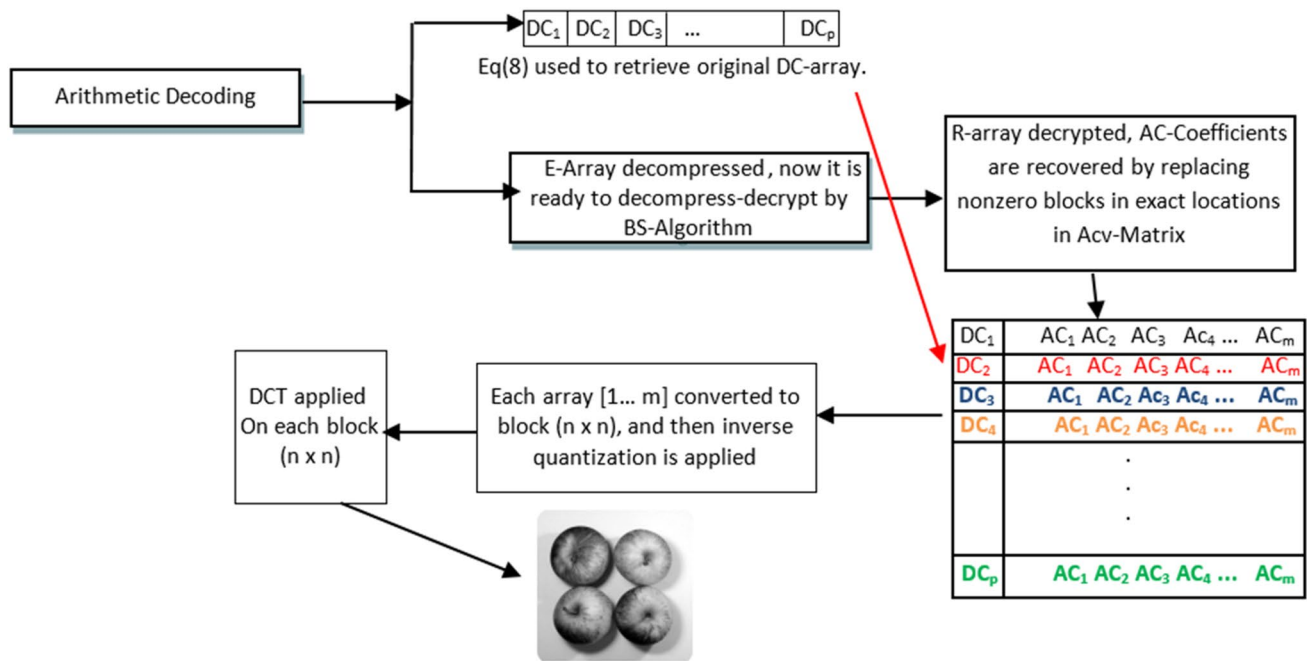 DC₁ DC₂ DC₃ ... DCₚ
Eq(8) used to retrieve original DC-array.
Arithmetic Decoding
E-Array decompressed, now it is
ready to decompress-decrypt by
BS-Algorithm
R-array decrypted, AC-Coefficients
are recovered by replacing
nonzero blocks in exact locations
in Acv-Matrix
DC₁ AC₁ AC₂ AC₃ Ac₄ ... ACₘ
DC₂ AC₁ AC₂ AC₃ AC₄ ... ACₘ
DC₃ AC₁ AC₂ Ac₃ Ac₄ ... ACₘ
DC₄ AC₁ AC₂ Ac₃ Ac₄ ... ACₘ
.
.
.
DCₚ AC₁ AC₂ AC₃ AC₄ ... ACₘ
Each array [1... m] converted to
block (n x n), and then inverse
quantization is applied
DCT applied
On each block
(n x n)